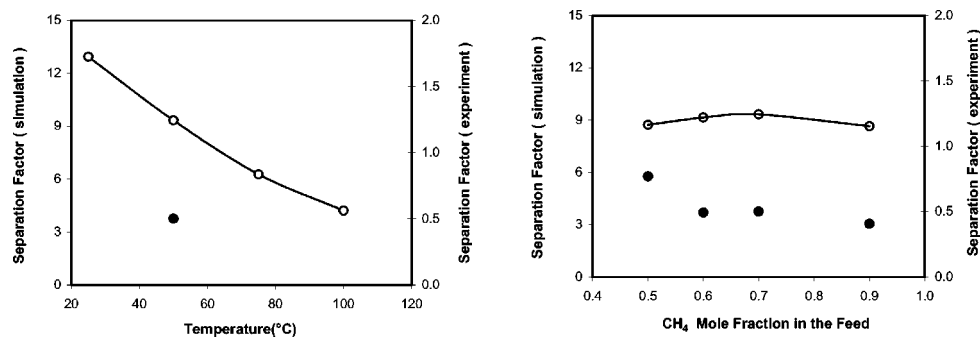 Separation Factor ( simulation )
15
12
9
6
3
0
2.0
1.5
1.0
0.5
0.0
Separation Factor ( experiment)
20 40 60 80 100 120
Temperature(°C)
Separation Factor ( simulation )
15
12
9
6
3
0
2.0
1.5
1.0
0.5
0.0
Separation Factor ( experiment)
0.4 0.5 0.6 0.7 0.8 0.9 1.0
CH₄ Mole Fraction in the Feed